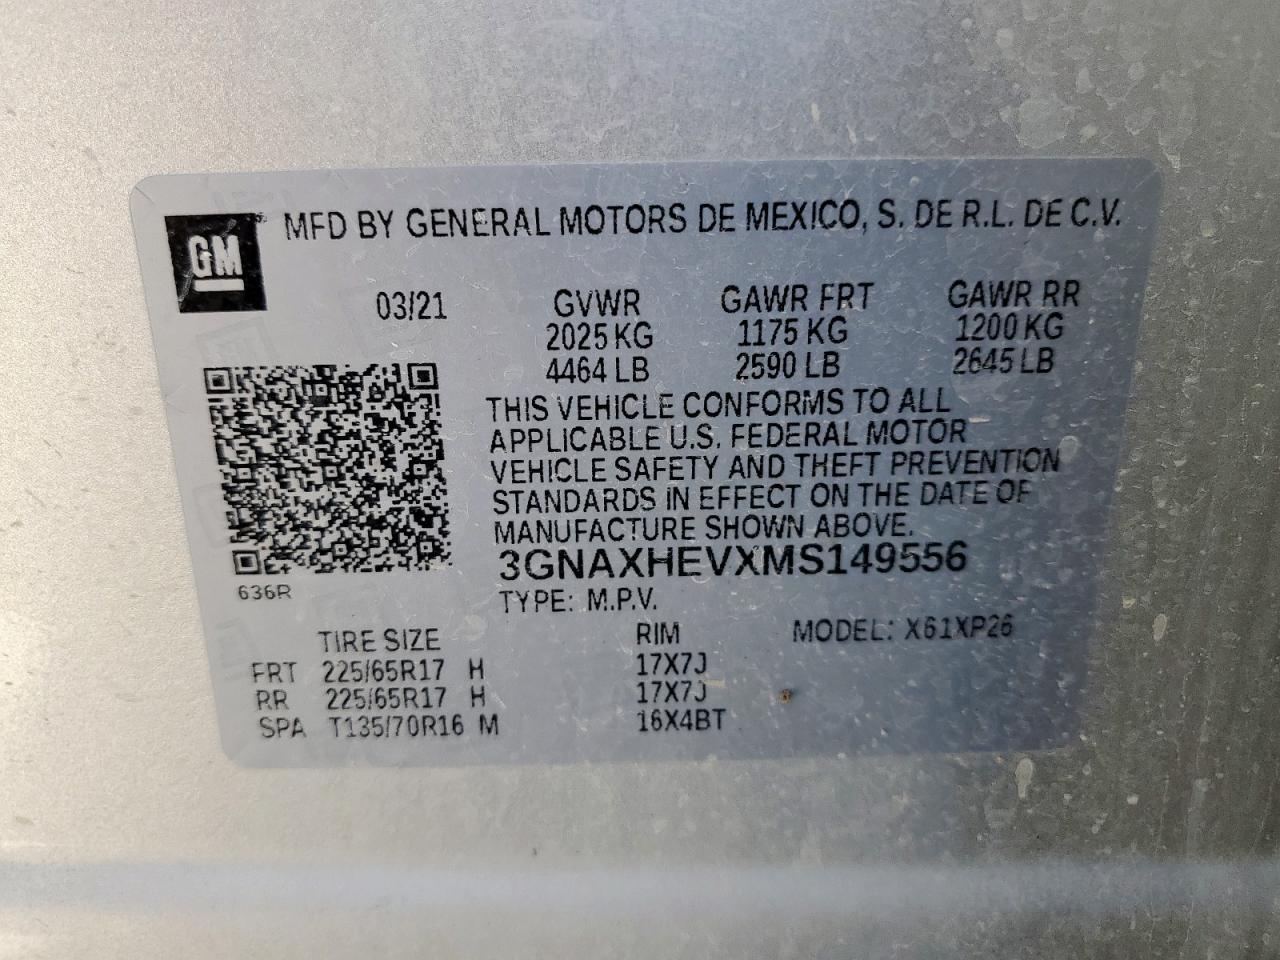 GM
MFD BY GENERAL MOTORS DE MEXICO, S. DE R.L. DE C.V.
03/21 GVWR GAWR FRT GAWR RR
2025 KG 1175 KG 1200 KG
4464 LB 2590 LB 2645 LB
THIS VEHICLE CONFORMS TO ALL
APPLICABLE U.S. FEDERAL MOTOR
VEHICLE SAFETY AND THEFT PREVENTION
STANDARDS IN EFFECT ON THE DATE OF
MANUFACTURE SHOWN ABOVE.
3GNAXHEVXMS149556
636R
TYPE: M.P.V.
TIRE SIZE RIM MODEL: X61XP26
FRT 225/65R17 H 17X7J
RR 225/65R17 H 17X7J
SPA T135/70R16 M 16X4BT